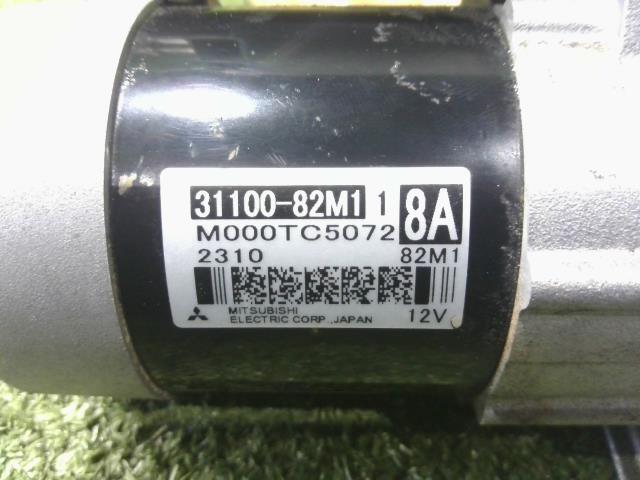 31100-82M1 1 8A
M000TC5072
2310 82M1
MITSUBISHI
ELECTRIC CORP.,JAPAN 12V